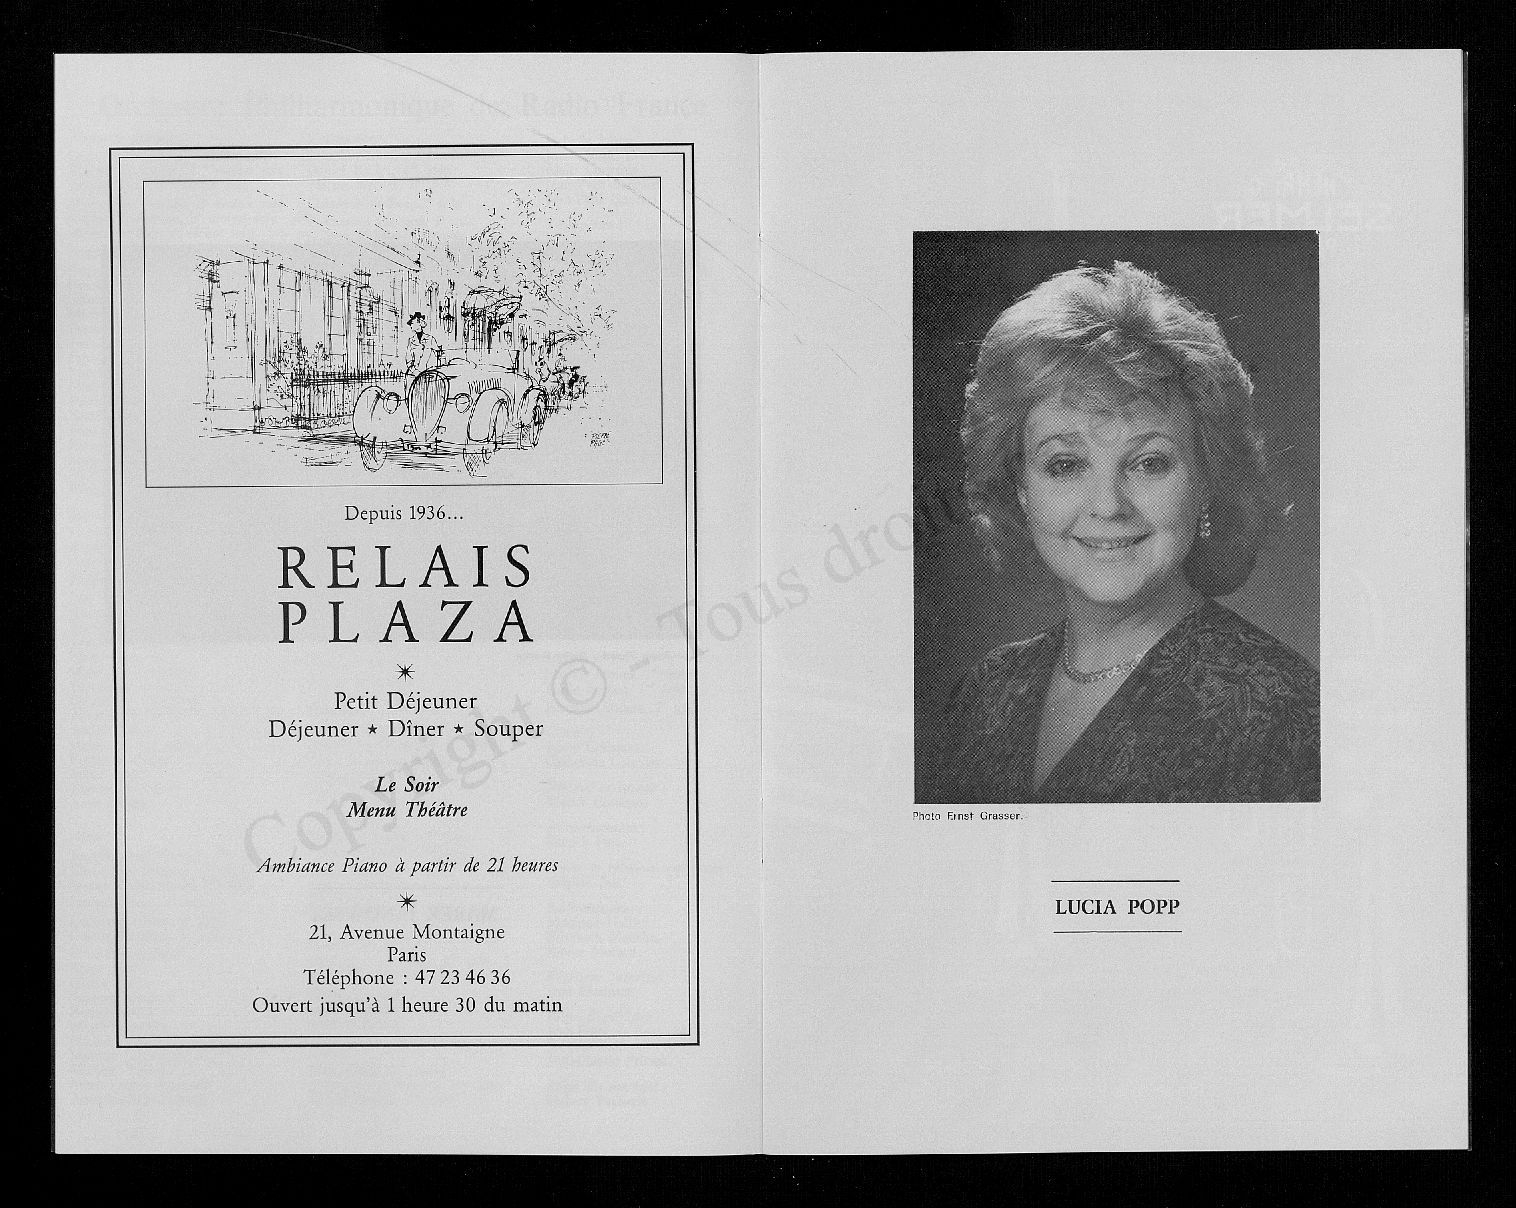 Depuis 1936...
RELAIS
PLAZA
Petit Déjeuner
Déjeuner ★ Dîner ★ Souper
Le Soir
Menu Théâtre
Ambiance Piano à partir de 21 heures
21, Avenue Montaigne
Paris
Téléphone : 47 23 46 36
Ouvert jusqu'à 1 heure 30 du matin
Photo Ernst Grasser.
LUCIA POPP
Copyright © - Tous droi